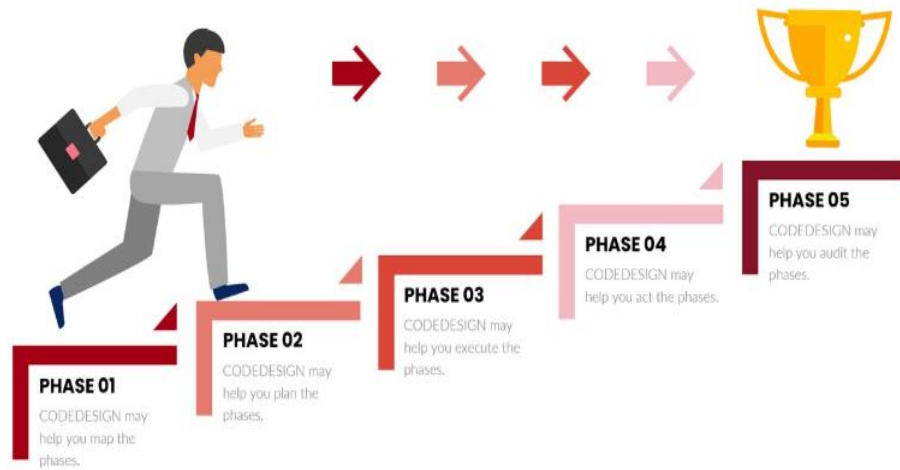 PHASE 01
CODEDESIGN may
help you map the
phases.
PHASE 02
CODEDESIGN may
help you plan the
phases.
PHASE 03
CODEDESIGN may
help you execute the
phases.
PHASE 04
CODEDESIGN may
help you act the phases.
PHASE 05
CODEDESIGN may
help you audit the
phases.